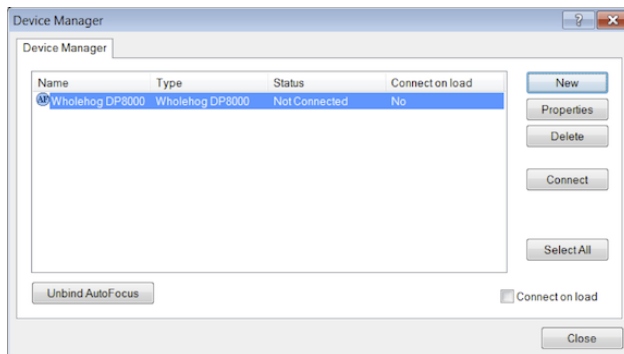 Device Manager
Device Manager
Name Type Status Connect on load
AF Wholehog DP8000 Wholehog DP8000 Not Connected No
New
Properties
Delete
Connect
Select All
Unbind AutoFocus
Connect on load
Close